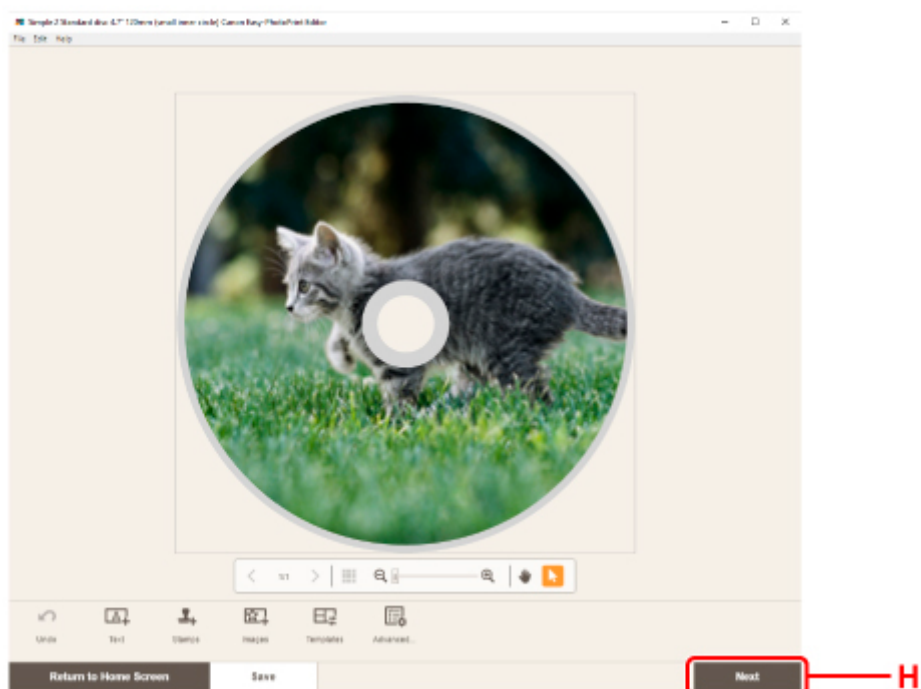 Simple 2 Standard disc 4.7" 120mm (small inner circle) Canon Easy-PhotoPrint Editor
File Edit Help
1/1
Undo Text Stamps Images Templates Advanced...
Return to Home Screen Save Next
H